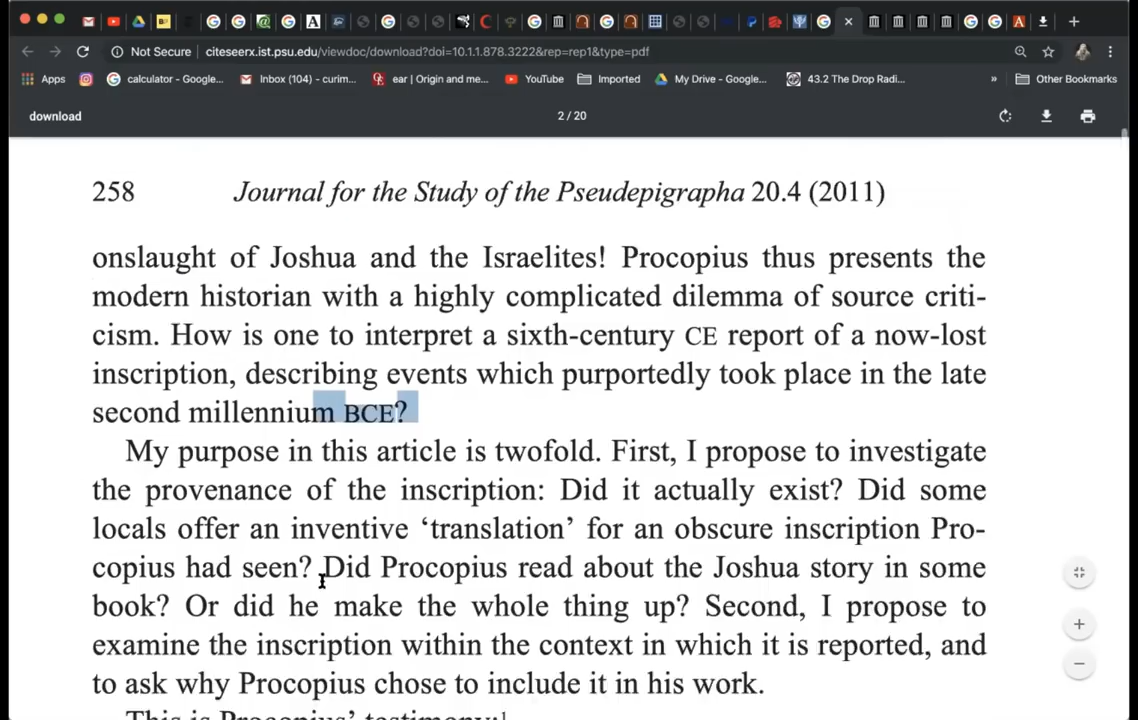 Not Secure citeseerx.ist.psu.edu/viewdoc/download?doi=10.1.1.878.3222&rep=rep1&type=pdf
Apps calculator - Google... Inbox (104) - curim... ear | Origin and me... YouTube Imported My Drive - Google... 43.2 The Drop Radi... » Other Bookmarks
download 2 / 20
258 Journal for the Study of the Pseudepigrapha 20.4 (2011)
onslaught of Joshua and the Israelites! Procopius thus presents the
modern historian with a highly complicated dilemma of source criti-
cism. How is one to interpret a sixth-century CE report of a now-lost
inscription, describing events which purportedly took place in the late
second millennium BCE?
My purpose in this article is twofold. First, I propose to investigate
the provenance of the inscription: Did it actually exist? Did some
locals offer an inventive ‘translation’ for an obscure inscription Pro-
copius had seen? Did Procopius read about the Joshua story in some
book? Or did he make the whole thing up? Second, I propose to
examine the inscription within the context in which it is reported, and
to ask why Procopius chose to include it in his work.
This is Procopius’ testimony:1